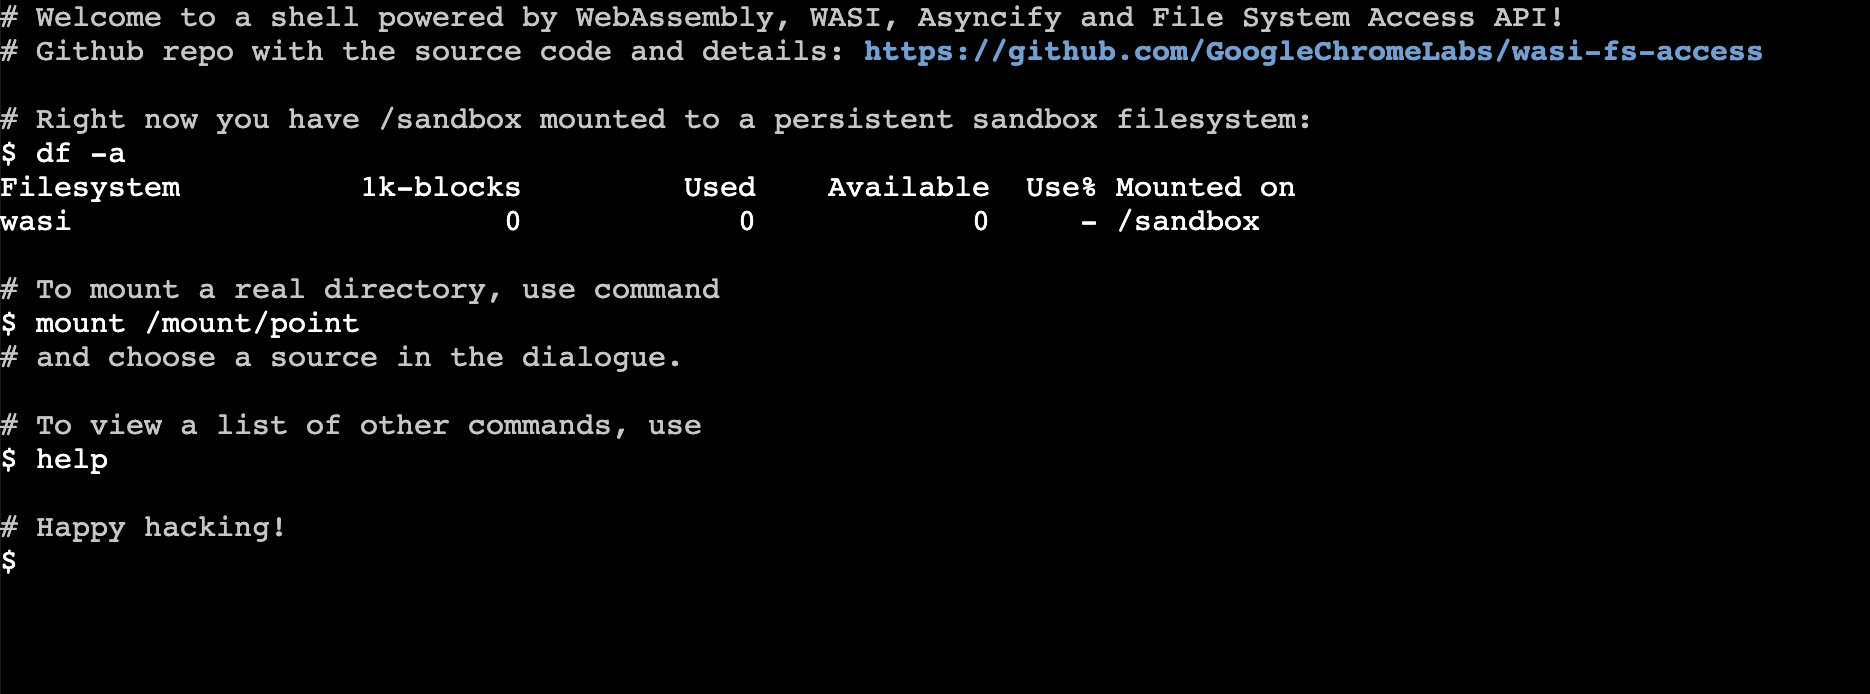 # Welcome to a shell powered by WebAssembly, WASI, Asyncify and File System Access API!
# Github repo with the source code and details: https://github.com/GoogleChromeLabs/wasi-fs-access
# Right now you have /sandbox mounted to a persistent sandbox filesystem:
$ df -a
Filesystem          1k-blocks         Used    Available  Use% Mounted on
wasi                        0            0            0     - /sandbox
# To mount a real directory, use command
$ mount /mount/point
# and choose a source in the dialogue.
# To view a list of other commands, use
$ help
# Happy hacking!
$